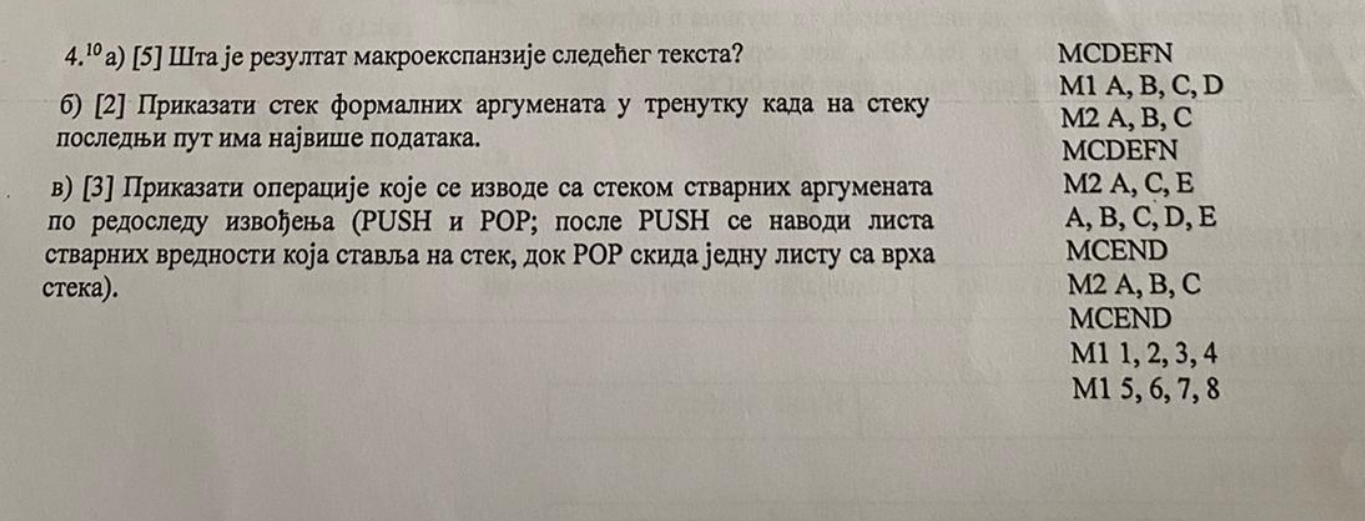 4.¹⁰ а) [5] Шта је резултат макроекспанзије следећег текста?
б) [2] Приказати стек формалних аргумената у тренутку када на стеку
последњи пут има највише података.
в) [3] Приказати операције које се изводе са стеком стварних аргумената
по редоследу извођења (PUSH и POP; после PUSH се наводи листа
стварних вредности која ставља на стек, док POP скида једну листу са врха
стека).
MCDEFN
M1 A, B, C, D
M2 A, B, C
MCDEFN
M2 A, C, E
A, B, C, D, E
MCEND
M2 A, B, C
MCEND
M1 1, 2, 3, 4
M1 5, 6, 7, 8